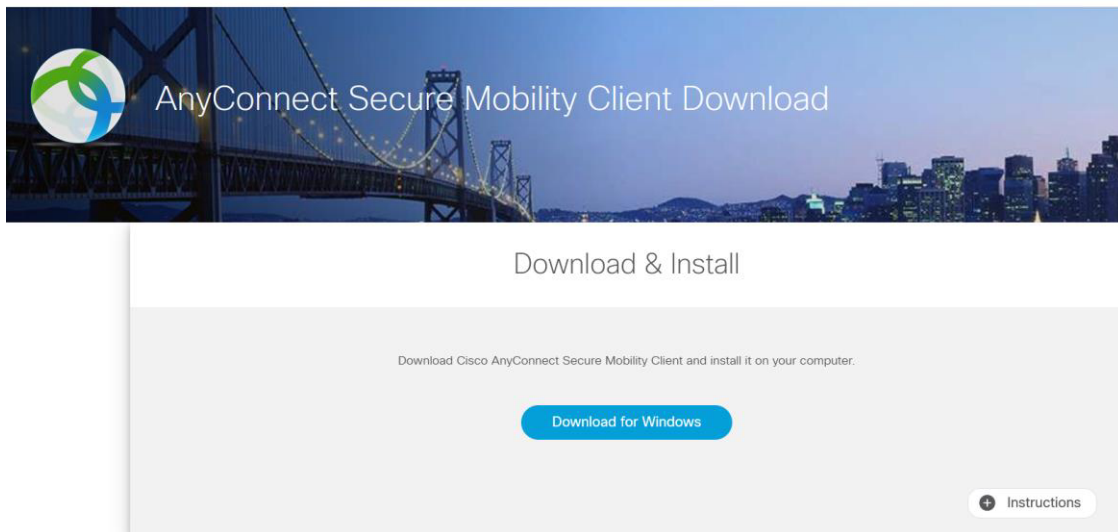 AnyConnect Secure Mobility Client Download
Download & Install
Download Cisco AnyConnect Secure Mobility Client and install it on your computer.
Download for Windows
Instructions